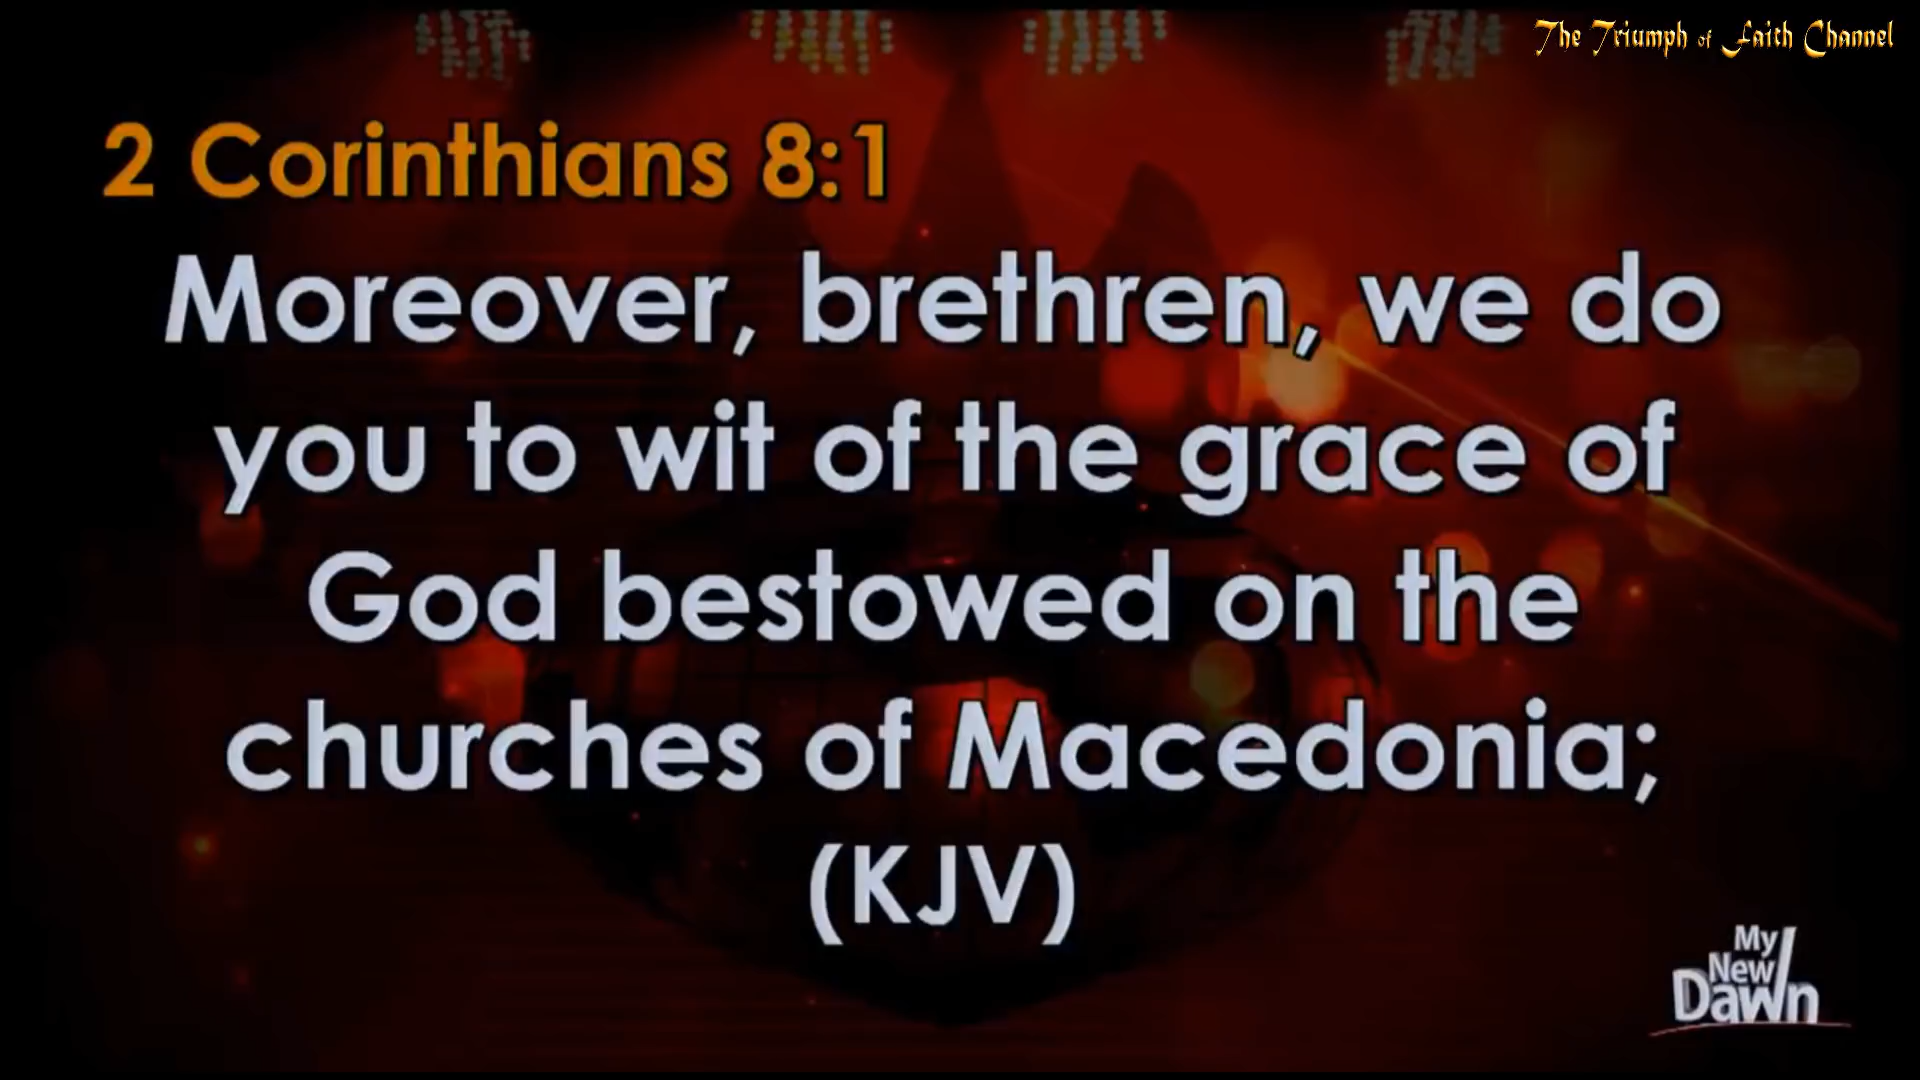 The Triumph of Faith Channel
2 Corinthians 8:1
Moreover, brethren, we do
you to wit of the grace of
God bestowed on the
churches of Macedonia;
(KJV)
My
New
Dawn